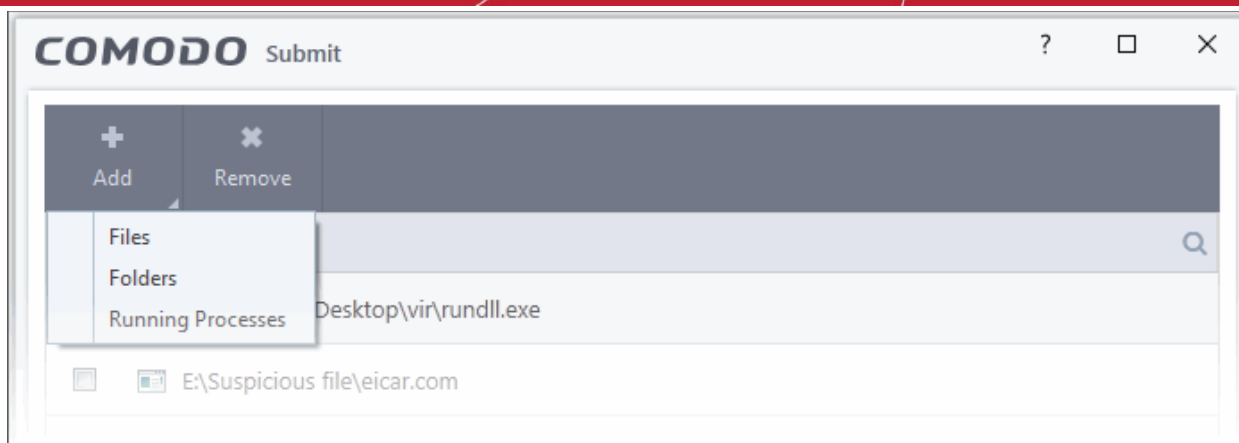 COMODO Submit ?
Add Remove
Files
Folders
Running Processes
Desktop\vir\rundll.exe
E:\Suspicious file\eicar.com